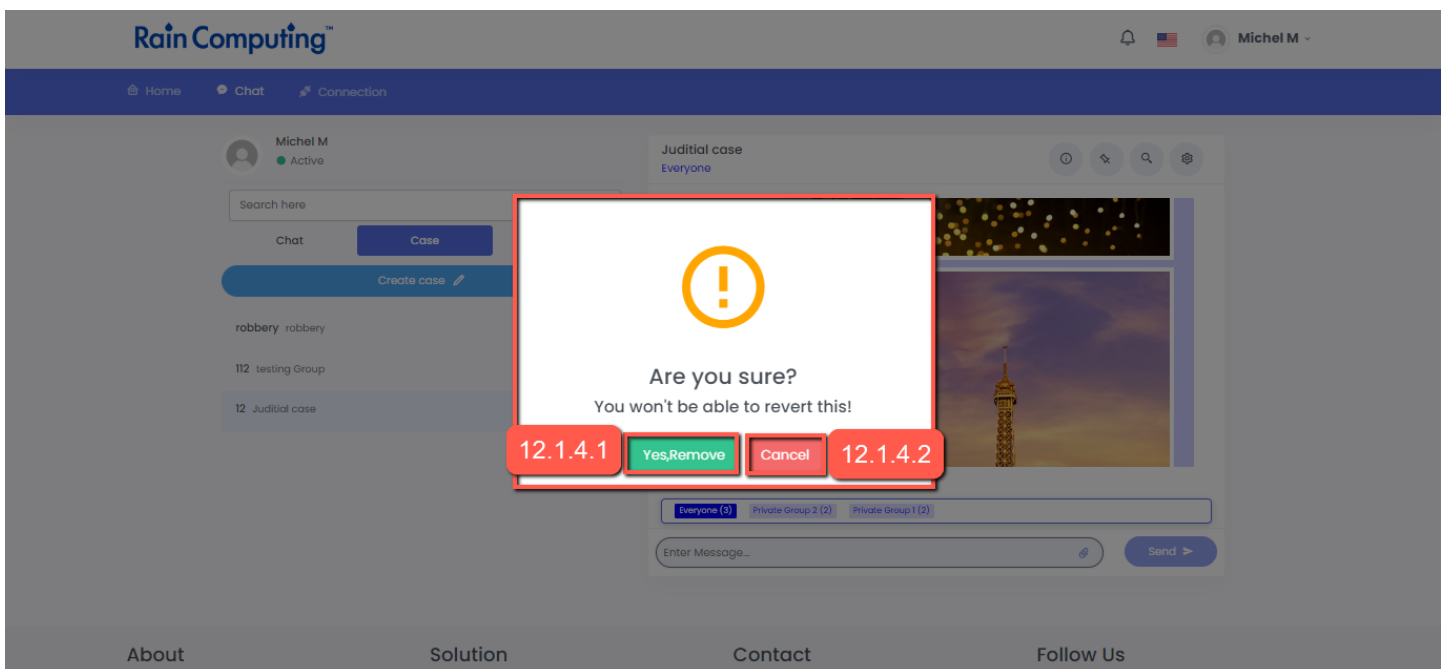 Rain Computing™
Michel M
Home Chat Connection
Michel M
Active
Search here
Chat Case
Create case
robbery robbery
112 testing Group
12 Juditial case
Juditial case
Everyone
Are you sure?
You won't be able to revert this!
12.1.4.1 Yes,Remove Cancel 12.1.4.2
Everyone (3) Private Group 2 (2) Private Group 1 (2)
Enter Message... Send
About Solution Contact Follow Us